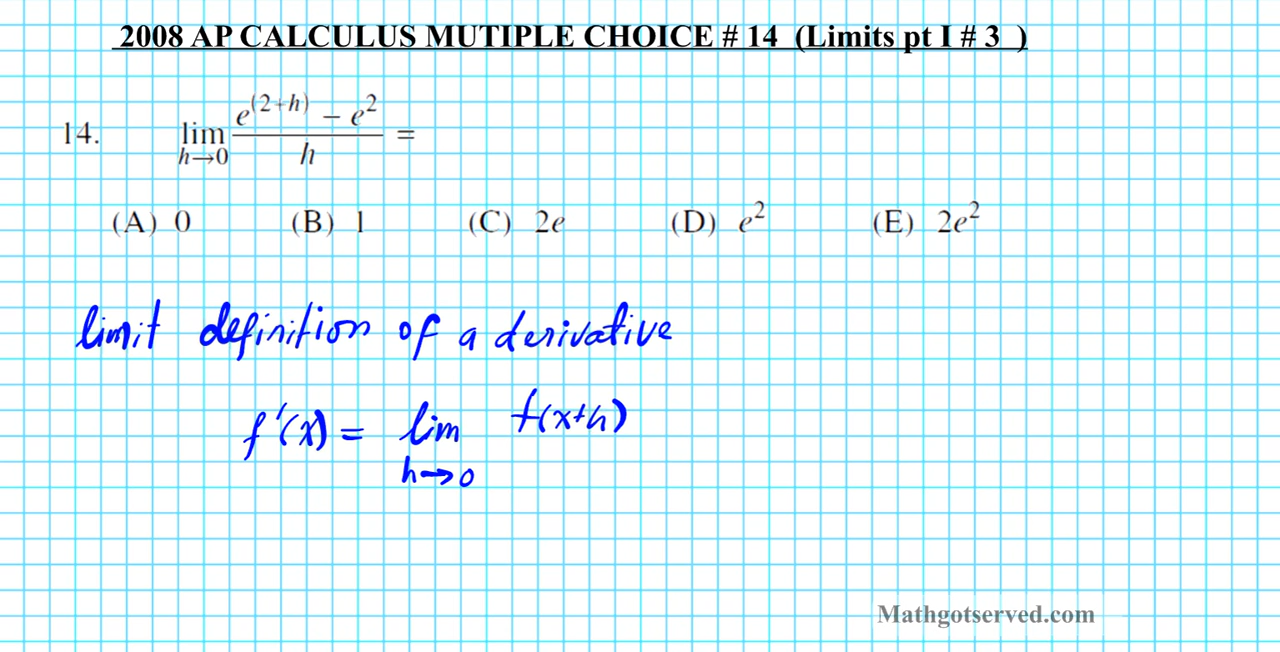 2008 AP CALCULUS MUTIPLE CHOICE # 14 (Limits pt I # 3 )
14. lim h→0 e^(2+h) − e^2 / h =
(A) 0 (B) 1 (C) 2e (D) e^2 (E) 2e^2
limit definition of a derivative
f'(x) = lim h→0 f(x+h)
Mathgotserved.com